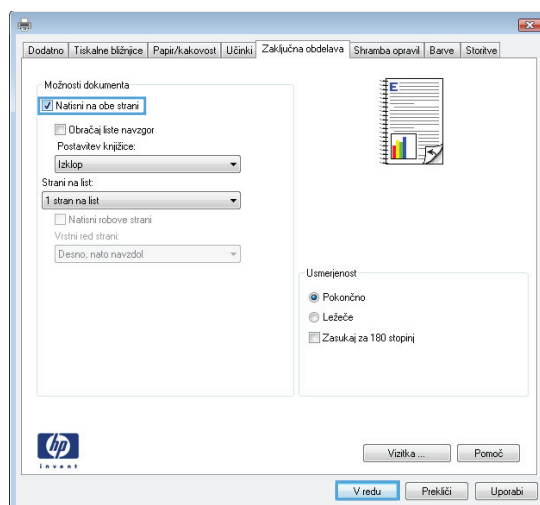 Dodatno Tiskalne bližnjice Papir/kakovost Učinki Zaključna obdelava Shramba opravil Barve Storitve
Možnosti dokumenta
Natisni na obe strani
Obračaj liste navzgor
Postavitev knjižice:
Izklop
Strani na list:
1 stran na list
Natisni robove strani
Vrstni red strani:
Desno, nato navzdol
E
Usmerjenost
Pokončno
Ležeče
Zasukaj za 180 stopinj
hp
invent
Vizitka ... Pomoč
V redu Prekliči Uporabi